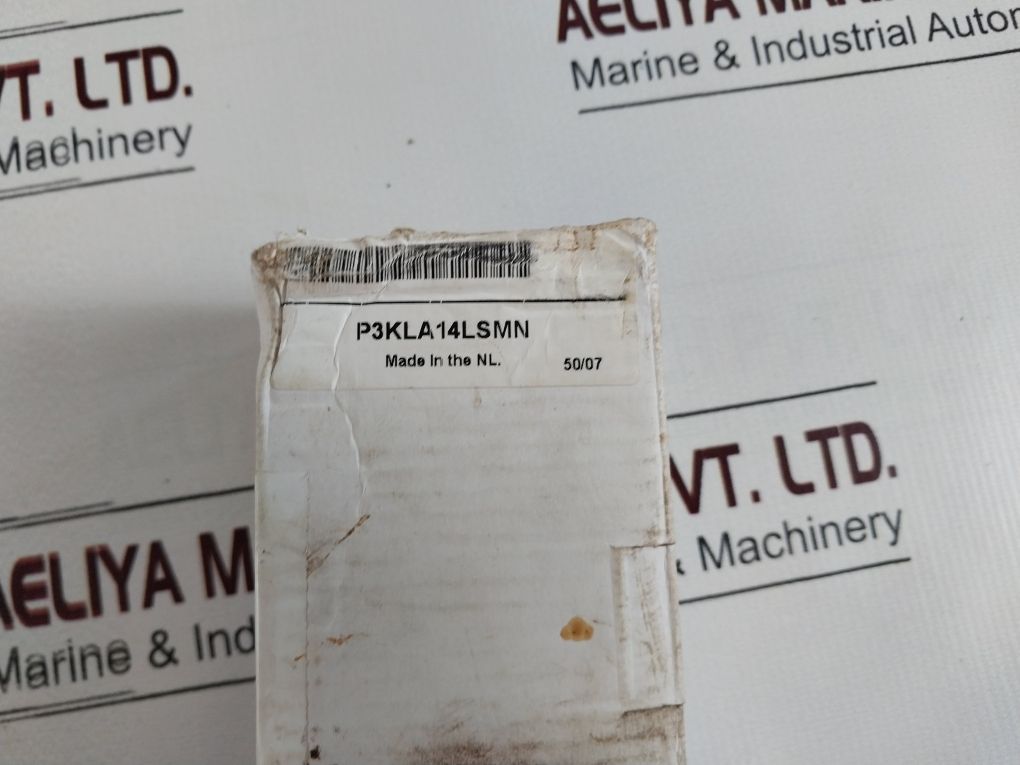 AELIYA MAR
Marine & Industrial Autom
VT. LTD.
Machinery
P3KLA14LSMN
Made in the NL.
50/07
VT. LTD.
& Machinery
AELIYA M
Marine & Ind